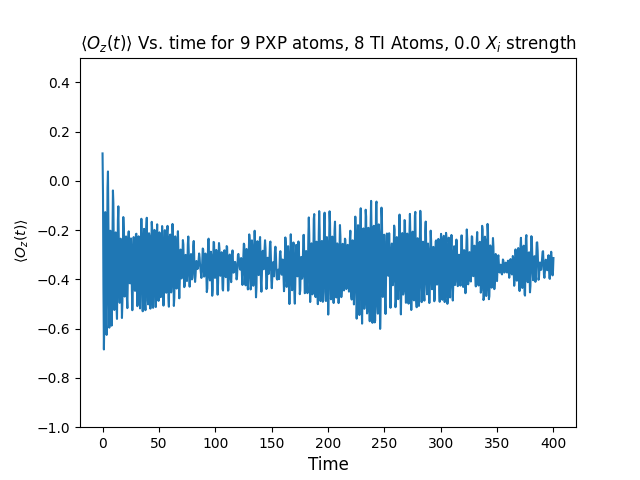 ⟨O_z(t)⟩ Vs. time for 9 PXP atoms, 8 TI Atoms, 0.0 X_i strength
0.4
0.2
0.0
−0.2
−0.4
−0.6
−0.8
−1.0
⟨O_z(t)⟩
0 50 100 150 200 250 300 350 400
Time